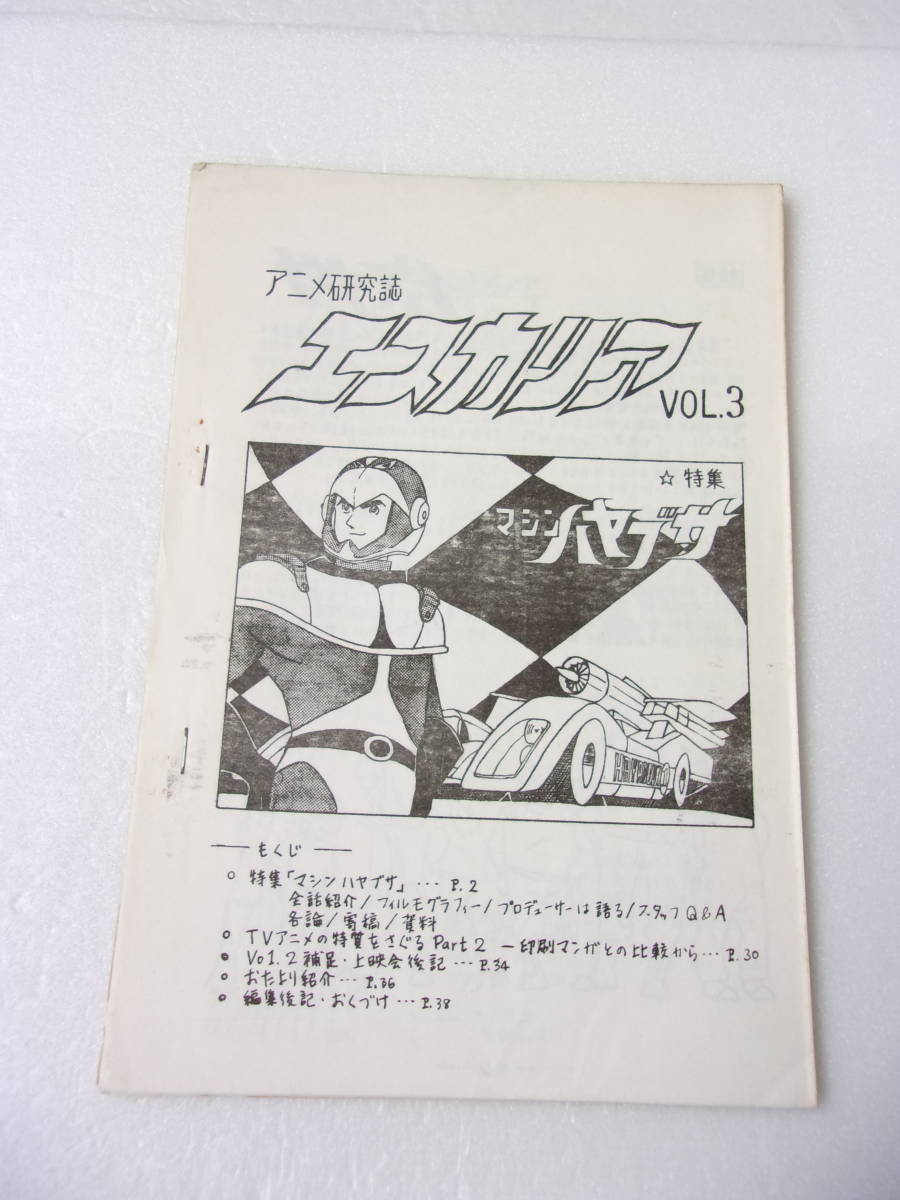 アニメ研究誌
エスカリア VOL.3
☆ 特集
マシン ハヤブサ
もくじ
○ 特集「マシンハヤブサ」… P.2
全話紹介/フィルモグラフィー/プロデューサーは語る/スタッフQ&A
各論/寄稿/資料
○ TVアニメの特質をさぐる Part 2 ー印刷マンガとの比較から… P.30
● Vol.2 補足・上映会後記 … P.34
● おたより紹介 … P.36
○ 編集後記・おくづけ … P.38